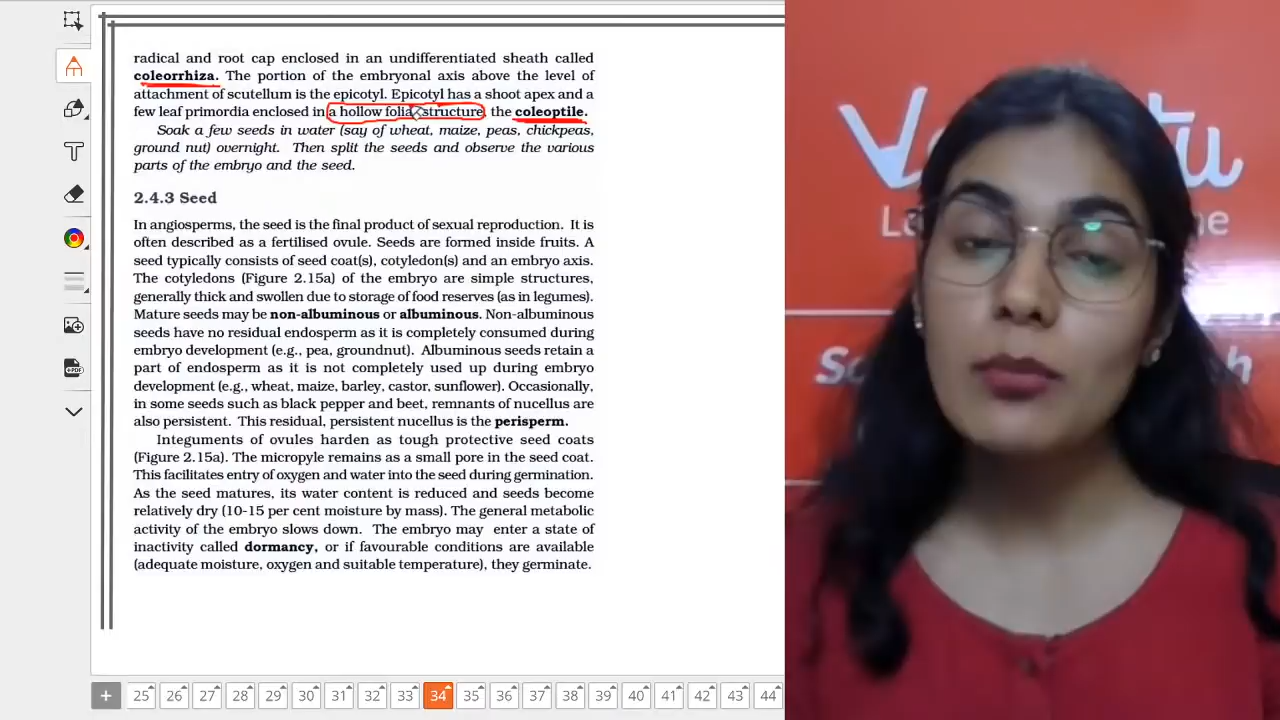 radical and root cap enclosed in an undifferentiated sheath called
coleorrhiza. The portion of the embryonal axis above the level of
attachment of scutellum is the epicotyl. Epicotyl has a shoot apex and a
few leaf primordia enclosed in a hollow foliar structure, the coleoptile.
Soak a few seeds in water (say of wheat, maize, peas, chickpeas,
ground nut) overnight. Then split the seeds and observe the various
parts of the embryo and the seed.
2.4.3 Seed
In angiosperms, the seed is the final product of sexual reproduction. It is
often described as a fertilised ovule. Seeds are formed inside fruits. A
seed typically consists of seed coat(s), cotyledon(s) and an embryo axis.
The cotyledons (Figure 2.15a) of the embryo are simple structures,
generally thick and swollen due to storage of food reserves (as in legumes).
Mature seeds may be non-albuminous or albuminous. Non-albuminous
seeds have no residual endosperm as it is completely consumed during
embryo development (e.g., pea, groundnut). Albuminous seeds retain a
part of endosperm as it is not completely used up during embryo
development (e.g., wheat, maize, barley, castor, sunflower). Occasionally,
in some seeds such as black pepper and beet, remnants of nucellus are
also persistent. This residual, persistent nucellus is the perisperm.
Integuments of ovules harden as tough protective seed coats
(Figure 2.15a). The micropyle remains as a small pore in the seed coat.
This facilitates entry of oxygen and water into the seed during germination.
As the seed matures, its water content is reduced and seeds become
relatively dry (10-15 per cent moisture by mass). The general metabolic
activity of the embryo slows down. The embryo may enter a state of
inactivity called dormancy, or if favourable conditions are available
(adequate moisture, oxygen and suitable temperature), they germinate.
25 26 27 28 29 30 31 32 33 34 35 36 37 38 39 40 41 42 43 44